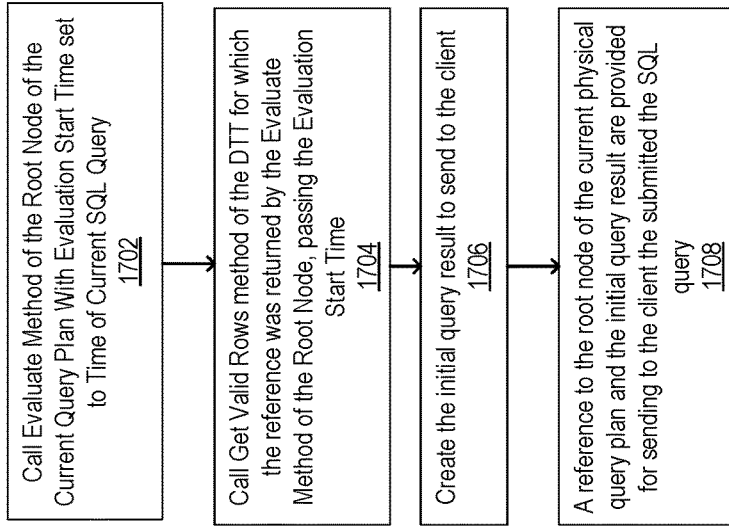 Call Evaluate Method of the Root Node of the
Current Query Plan With Evaluation Start Time set
to Time of Current SQL Query
1702
Call Get Valid Rows method of the DTT for which
the reference was returned by the Evaluate
Method of the Root Node, passing the Evaluation
Start Time
1704
Create the initial query result to send to the client
1706
A reference to the root node of the current physical
query plan and the initial query result are provided
for sending to the client the submitted the SQL
query
1708